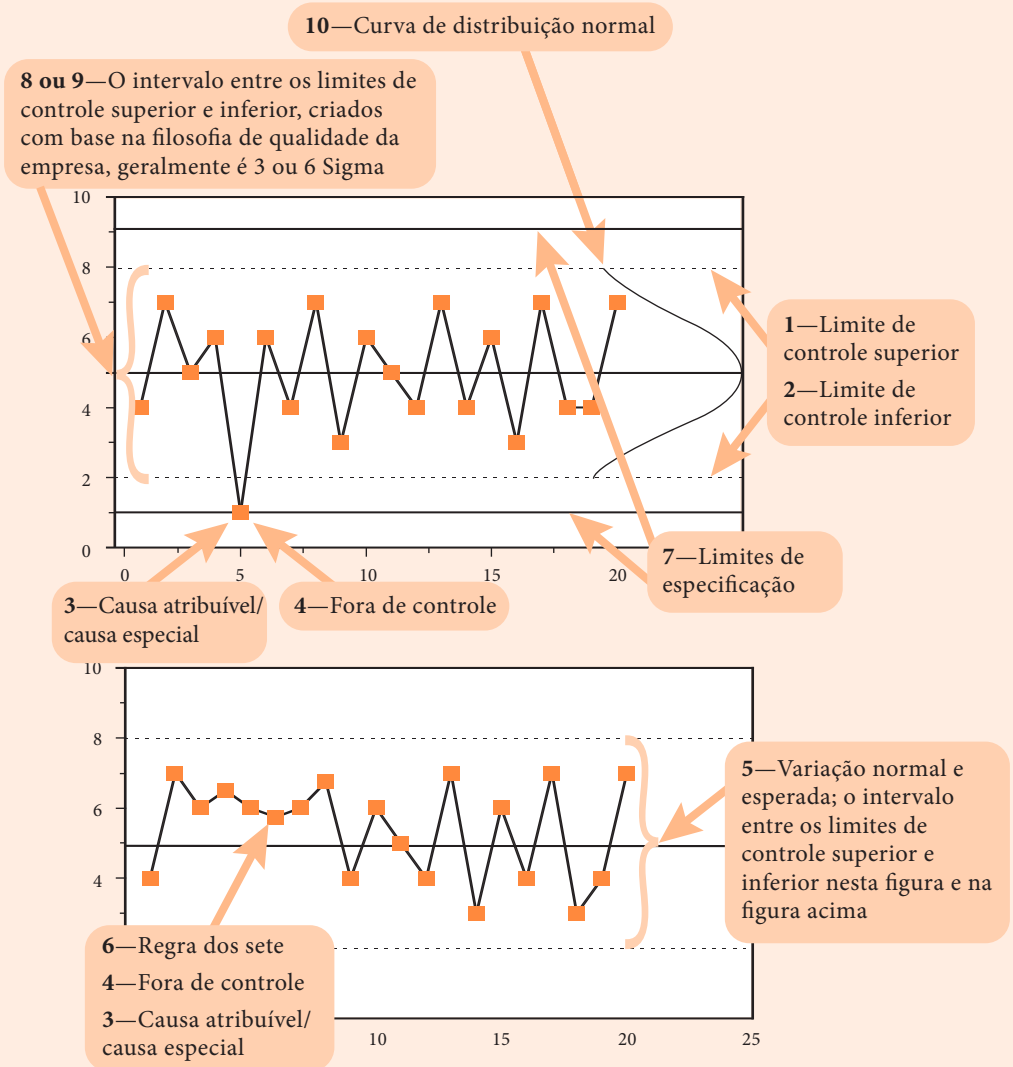 10—Curva de distribuição normal
8 ou 9—O intervalo entre os limites de
controle superior e inferior, criados
com base na filosofia de qualidade da
empresa, geralmente é 3 ou 6 Sigma
10
8
6
4
2
0
0
5
10
15
20
1—Limite de
controle superior
2—Limite de
controle inferior
7—Limites de
especificação
3—Causa atribuível/
causa especial
4—Fora de controle
10
8
6
4
5—Variação normal e
esperada; o intervalo
entre os limites de
controle superior e
inferior nesta figura e na
figura acima
6—Regra dos sete
4—Fora de controle
3—Causa atribuível/
causa especial
10
15
20
25